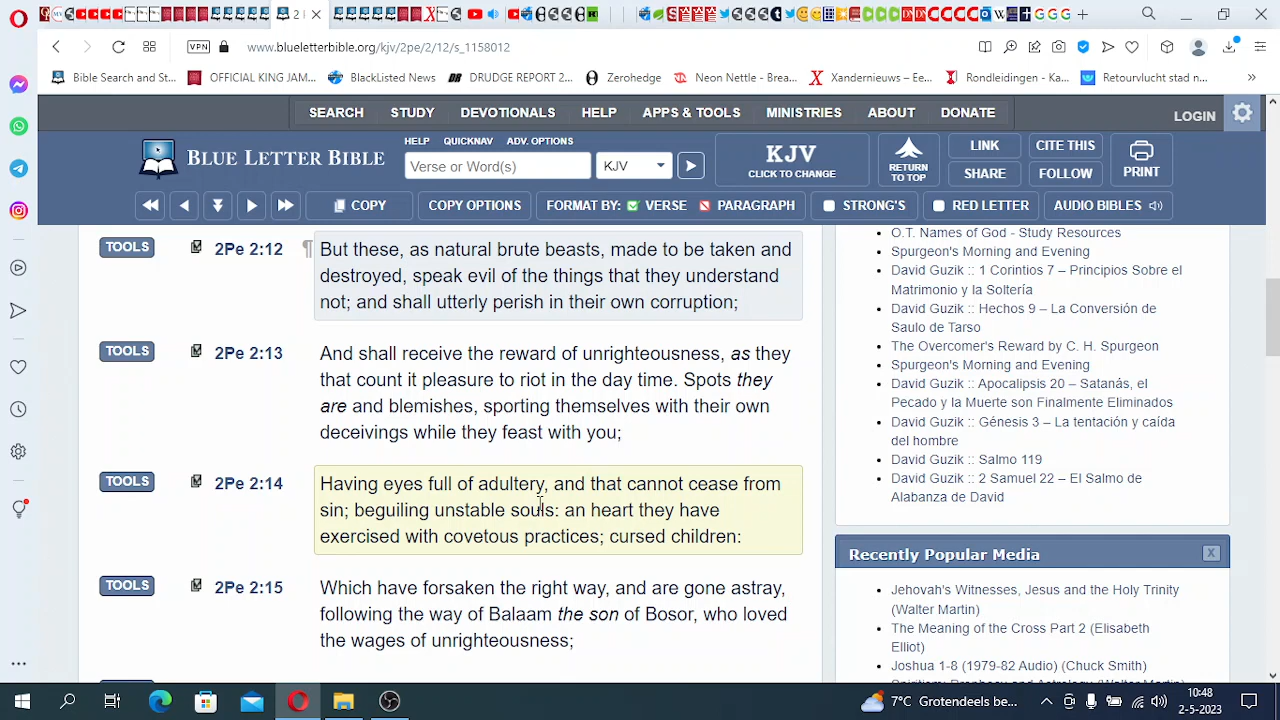 2
www.blueletterbible.org/kjv/2pe/2/12/s_1158012
VPN
Bible Search and St...
OFFICIAL KING JAM...
BlackListed News
DRUDGE REPORT 2...
Zerohedge
Neon Nettle - Brea...
Xandernieuws – Ee...
Rondleidingen - Ka...
Retourvlucht stad n...
»
SEARCH
STUDY
DEVOTIONALS
HELP
APPS & TOOLS
MINISTRIES
ABOUT
DONATE
LOGIN
BLUE LETTER BIBLE
HELP QUICKNAV ADV. OPTIONS
Verse or Word(s)
KJV
KJV
CLICK TO CHANGE
RETURN
TO TOP
LINK
CITE THIS
SHARE
FOLLOW
PRINT
COPY
COPY OPTIONS
FORMAT BY: VERSE PARAGRAPH
STRONG'S
RED LETTER
AUDIO BIBLES
TOOLS 2Pe 2:12 ¶ But these, as natural brute beasts, made to be taken and
destroyed, speak evil of the things that they understand
not; and shall utterly perish in their own corruption;
TOOLS 2Pe 2:13 And shall receive the reward of unrighteousness, as they
that count it pleasure to riot in the day time. Spots they
are and blemishes, sporting themselves with their own
deceivings while they feast with you;
TOOLS 2Pe 2:14 Having eyes full of adultery, and that cannot cease from
sin; beguiling unstable souls: an heart they have
exercised with covetous practices; cursed children:
TOOLS 2Pe 2:15 Which have forsaken the right way, and are gone astray,
following the way of Balaam the son of Bosor, who loved
the wages of unrighteousness;
O.T. Names of God - Study Resources
Spurgeon's Morning and Evening
David Guzik :: 1 Corintios 7 – Principios Sobre el
Matrimonio y la Soltería
David Guzik :: Hechos 9 – La Conversión de
Saulo de Tarso
The Overcomer's Reward by C. H. Spurgeon
Spurgeon's Morning and Evening
David Guzik :: Apocalipsis 20 – Satanás, el
Pecado y la Muerte son Finalmente Eliminados
David Guzik :: Génesis 3 – La tentación y caída
del hombre
David Guzik :: Salmo 119
David Guzik :: 2 Samuel 22 – El Salmo de
Alabanza de David
Recently Popular Media
X
Jehovah's Witnesses, Jesus and the Holy Trinity
(Walter Martin)
The Meaning of the Cross Part 2 (Elisabeth
Elliot)
Joshua 1-8 (1979-82 Audio) (Chuck Smith)
7°C Grotendeels be...
10:48
2-5-2023